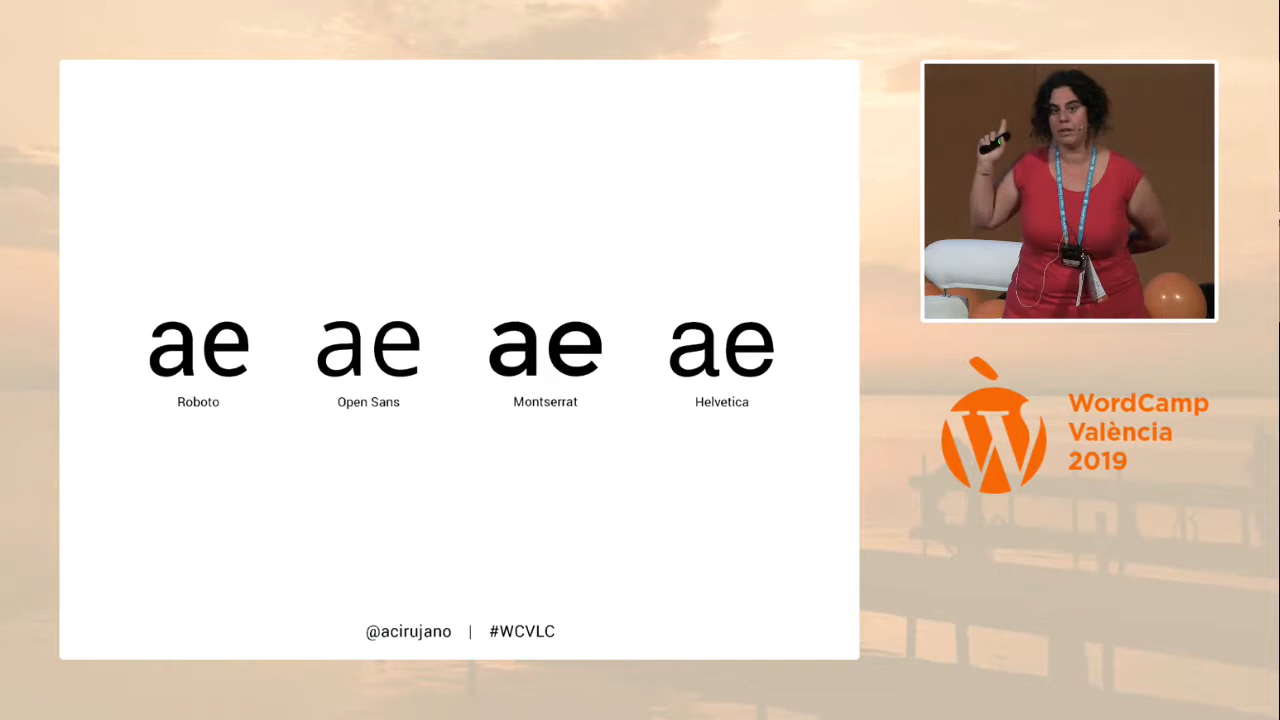 ae ae ae ae
Roboto Open Sans Montserrat Helvetica
@acirujano | #WCVLC
WordCamp
València
2019